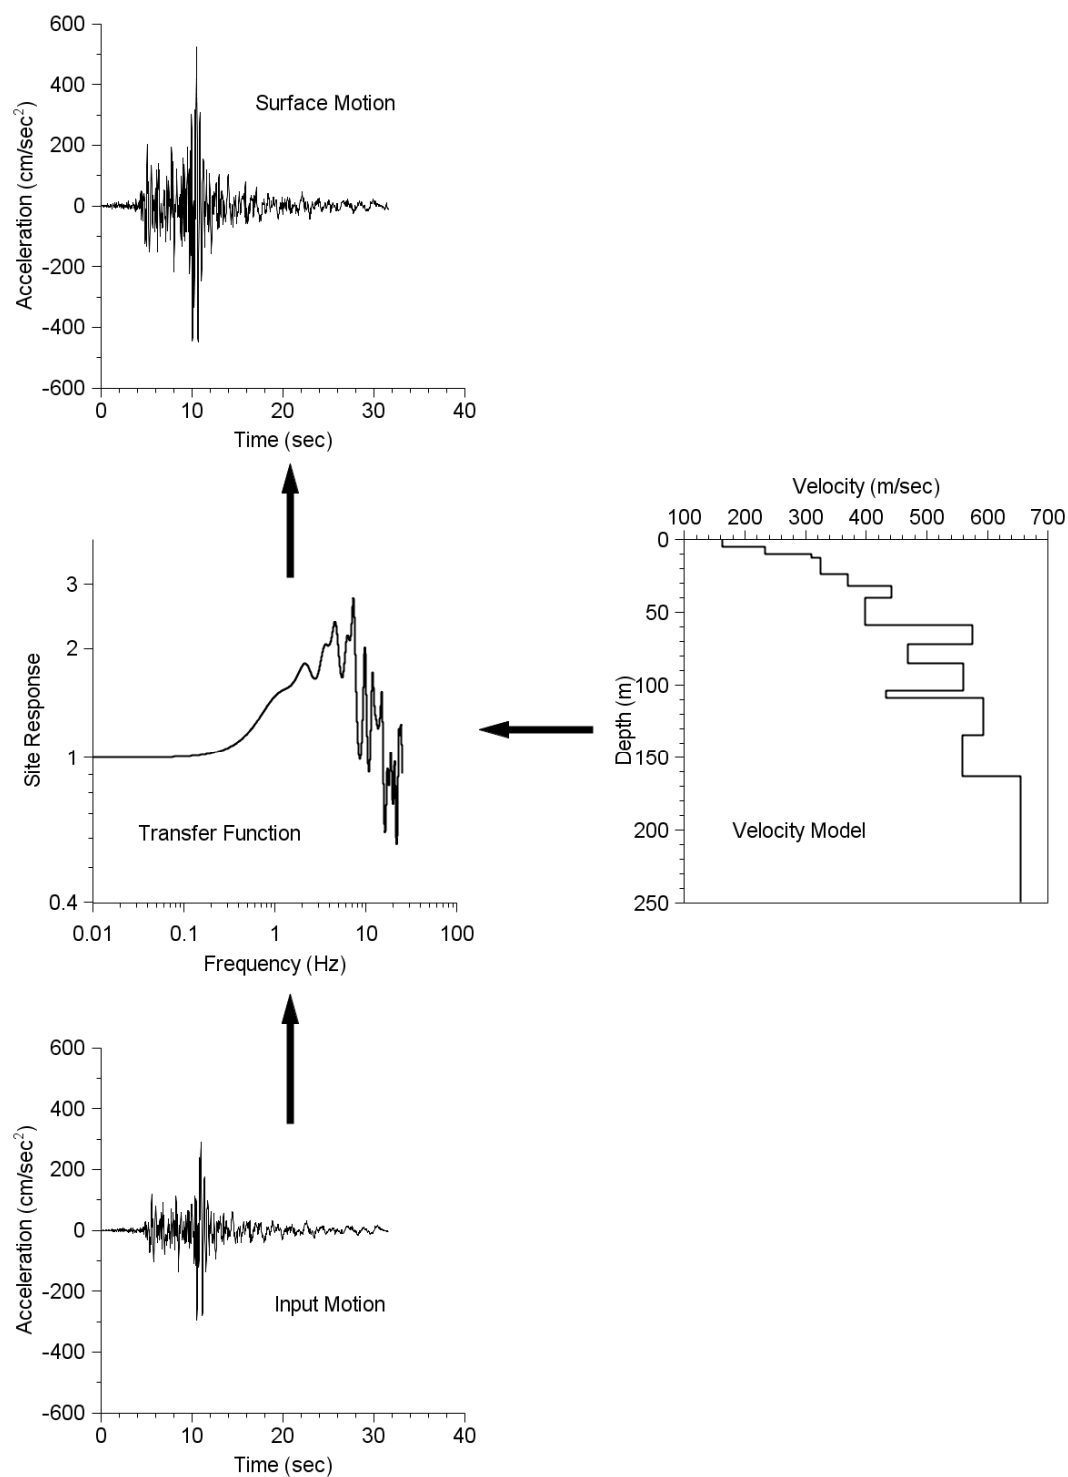 600
400
200
0
-200
-400
-600
Acceleration (cm/sec²)
Surface Motion
0 10 20 30 40
Time (sec)
3
2
1
0.4
Site Response
Transfer Function
0.01 0.1 1 10 100
Frequency (Hz)
Velocity (m/sec)
100 200 300 400 500 600 700
0
50
100
150
200
250
Depth (m)
Velocity Model
600
400
200
0
-200
-400
-600
Acceleration (cm/sec²)
Input Motion
0 10 20 30 40
Time (sec)